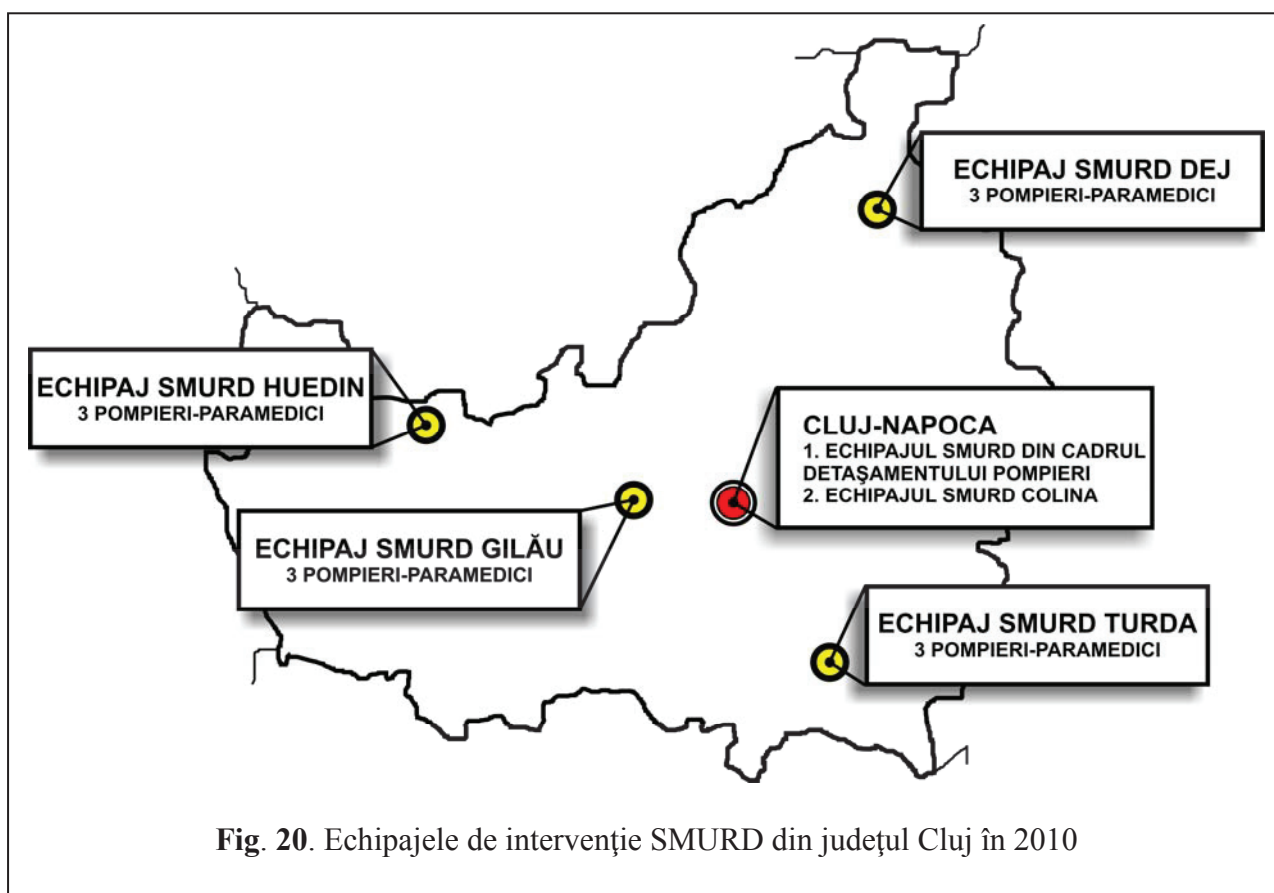 ECHIPAJ SMURD DEJ
3 POMPIERI-PARAMEDICI
ECHIPAJ SMURD HUEDIN
3 POMPIERI-PARAMEDICI
CLUJ-NAPOCA
1. ECHIPAJUL SMURD DIN CADRUL
DETAŞAMENTULUI POMPIERI
2. ECHIPAJUL SMURD COLINA
ECHIPAJ SMURD GILĂU
3 POMPIERI-PARAMEDICI
ECHIPAJ SMURD TURDA
3 POMPIERI-PARAMEDICI
Fig. 20. Echipajele de intervenţie SMURD din judeţul Cluj în 2010